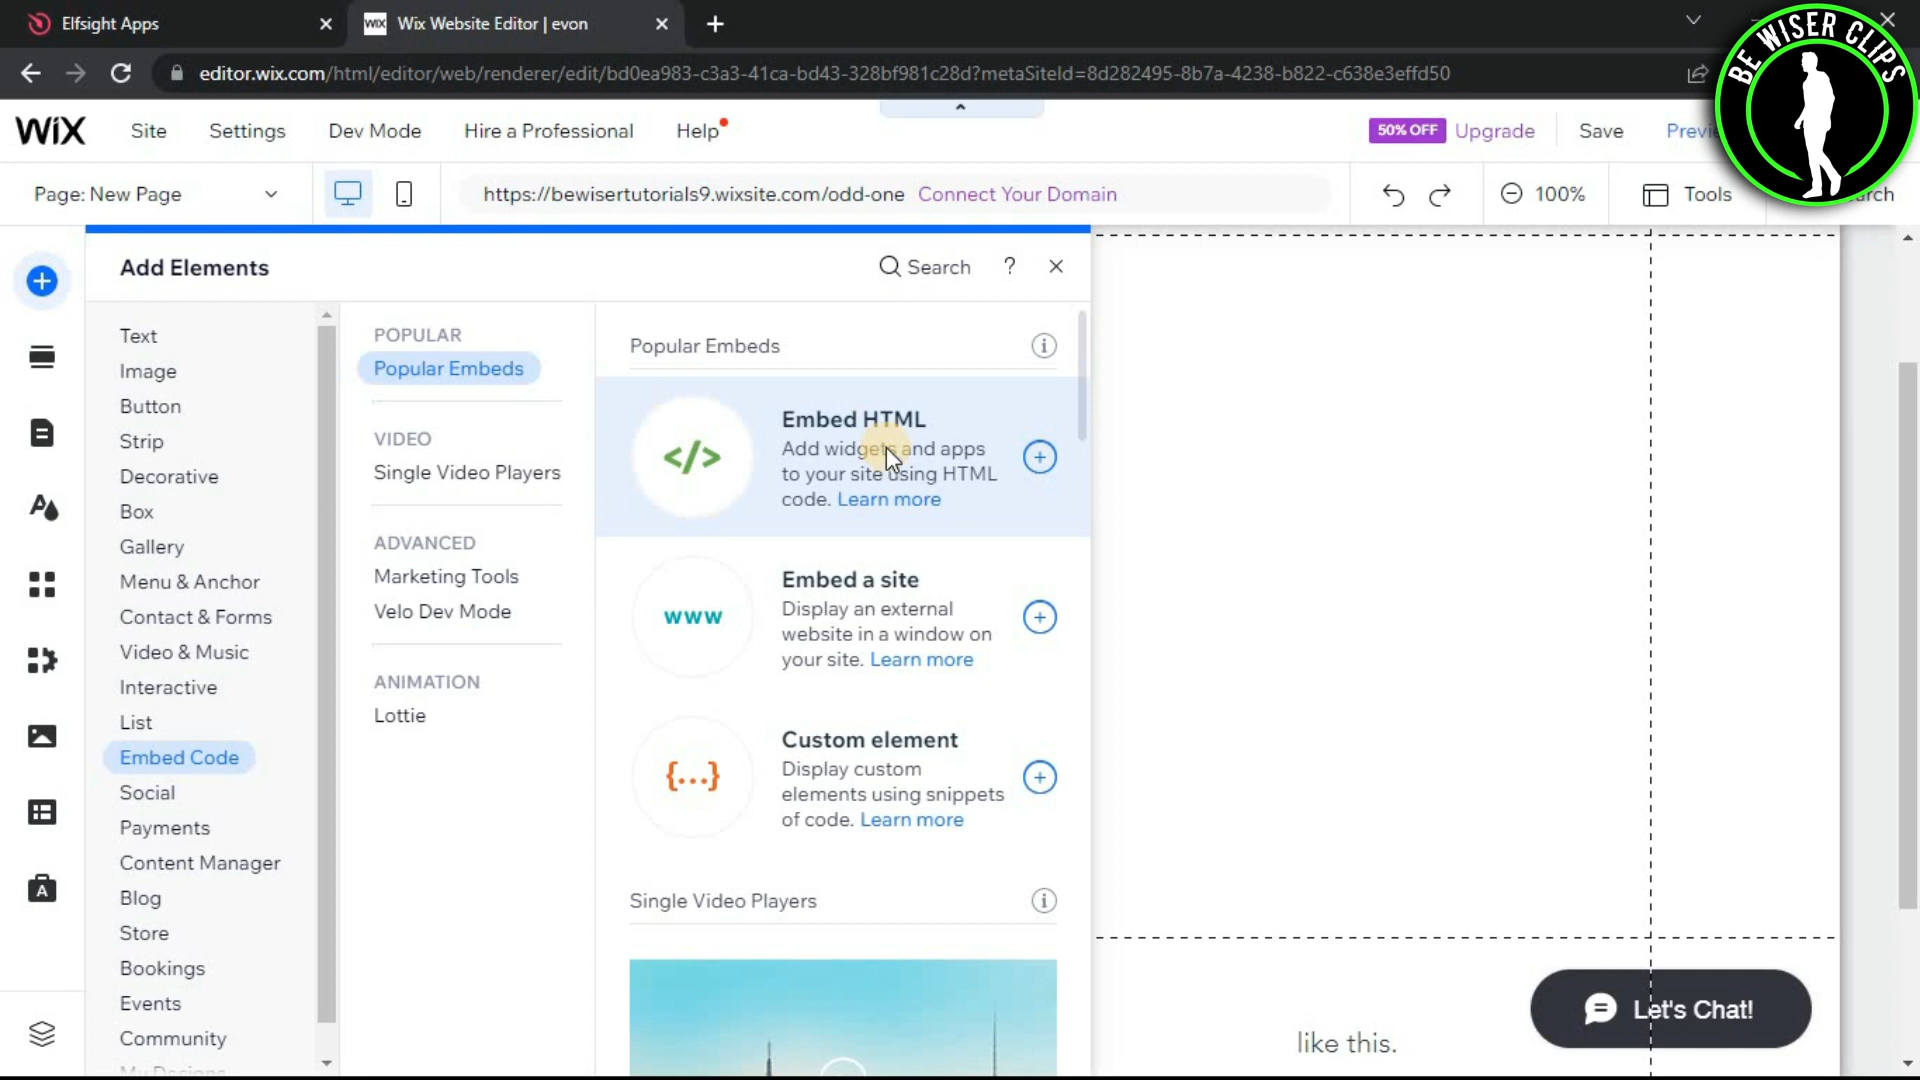 Elfsight Apps
WiX Wix Website Editor | evon
editor.wix.com/html/editor/web/renderer/edit/bd0ea983-c3a3-41ca-bd43-328bf981c28d?metaSiteId=8d282495-8b7a-4238-b822-c638e3effd50
BE WISER CLIPS
WiX Site Settings Dev Mode Hire a Professional Help 50% OFF Upgrade Save
Page: New Page https://bewisertutorials9.wixsite.com/odd-one Connect Your Domain 100% Tools
Add Elements Search ?
Text
Image
Button
Strip
Decorative
Box
Gallery
Menu & Anchor
Contact & Forms
Video & Music
Interactive
List
Embed Code
Social
Payments
Content Manager
Blog
Store
Bookings
Events
Community
My Designs
POPULAR
Popular Embeds
VIDEO
Single Video Players
ADVANCED
Marketing Tools
Velo Dev Mode
ANIMATION
Lottie
Popular Embeds
</>
Embed HTML
Add widgets and apps
to your site using HTML
code. Learn more
www
Embed a site
Display an external
website in a window on
your site. Learn more
{...}
Custom element
Display custom
elements using snippets
of code. Learn more
Single Video Players
A
Let's Chat!
like this.